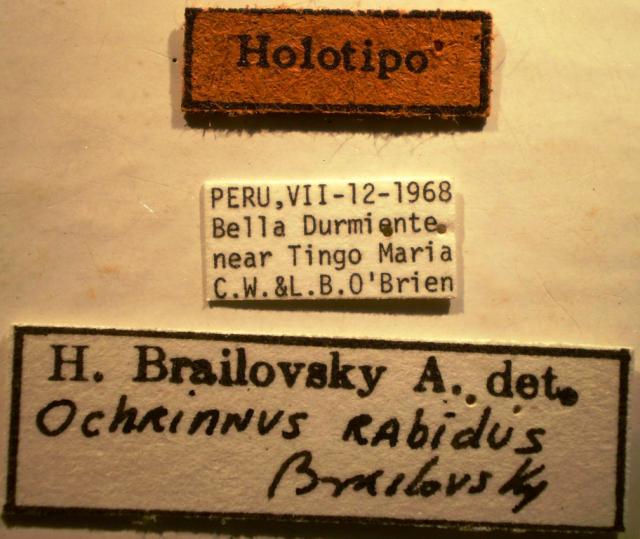 Holotipo
PERU,VII-12-1968
Bella Durmiente
near Tingo Maria
C.W.&L.B.O'Brien
H. Brailovsky A. det.
Ochrinnus rabidus
Brailovsky